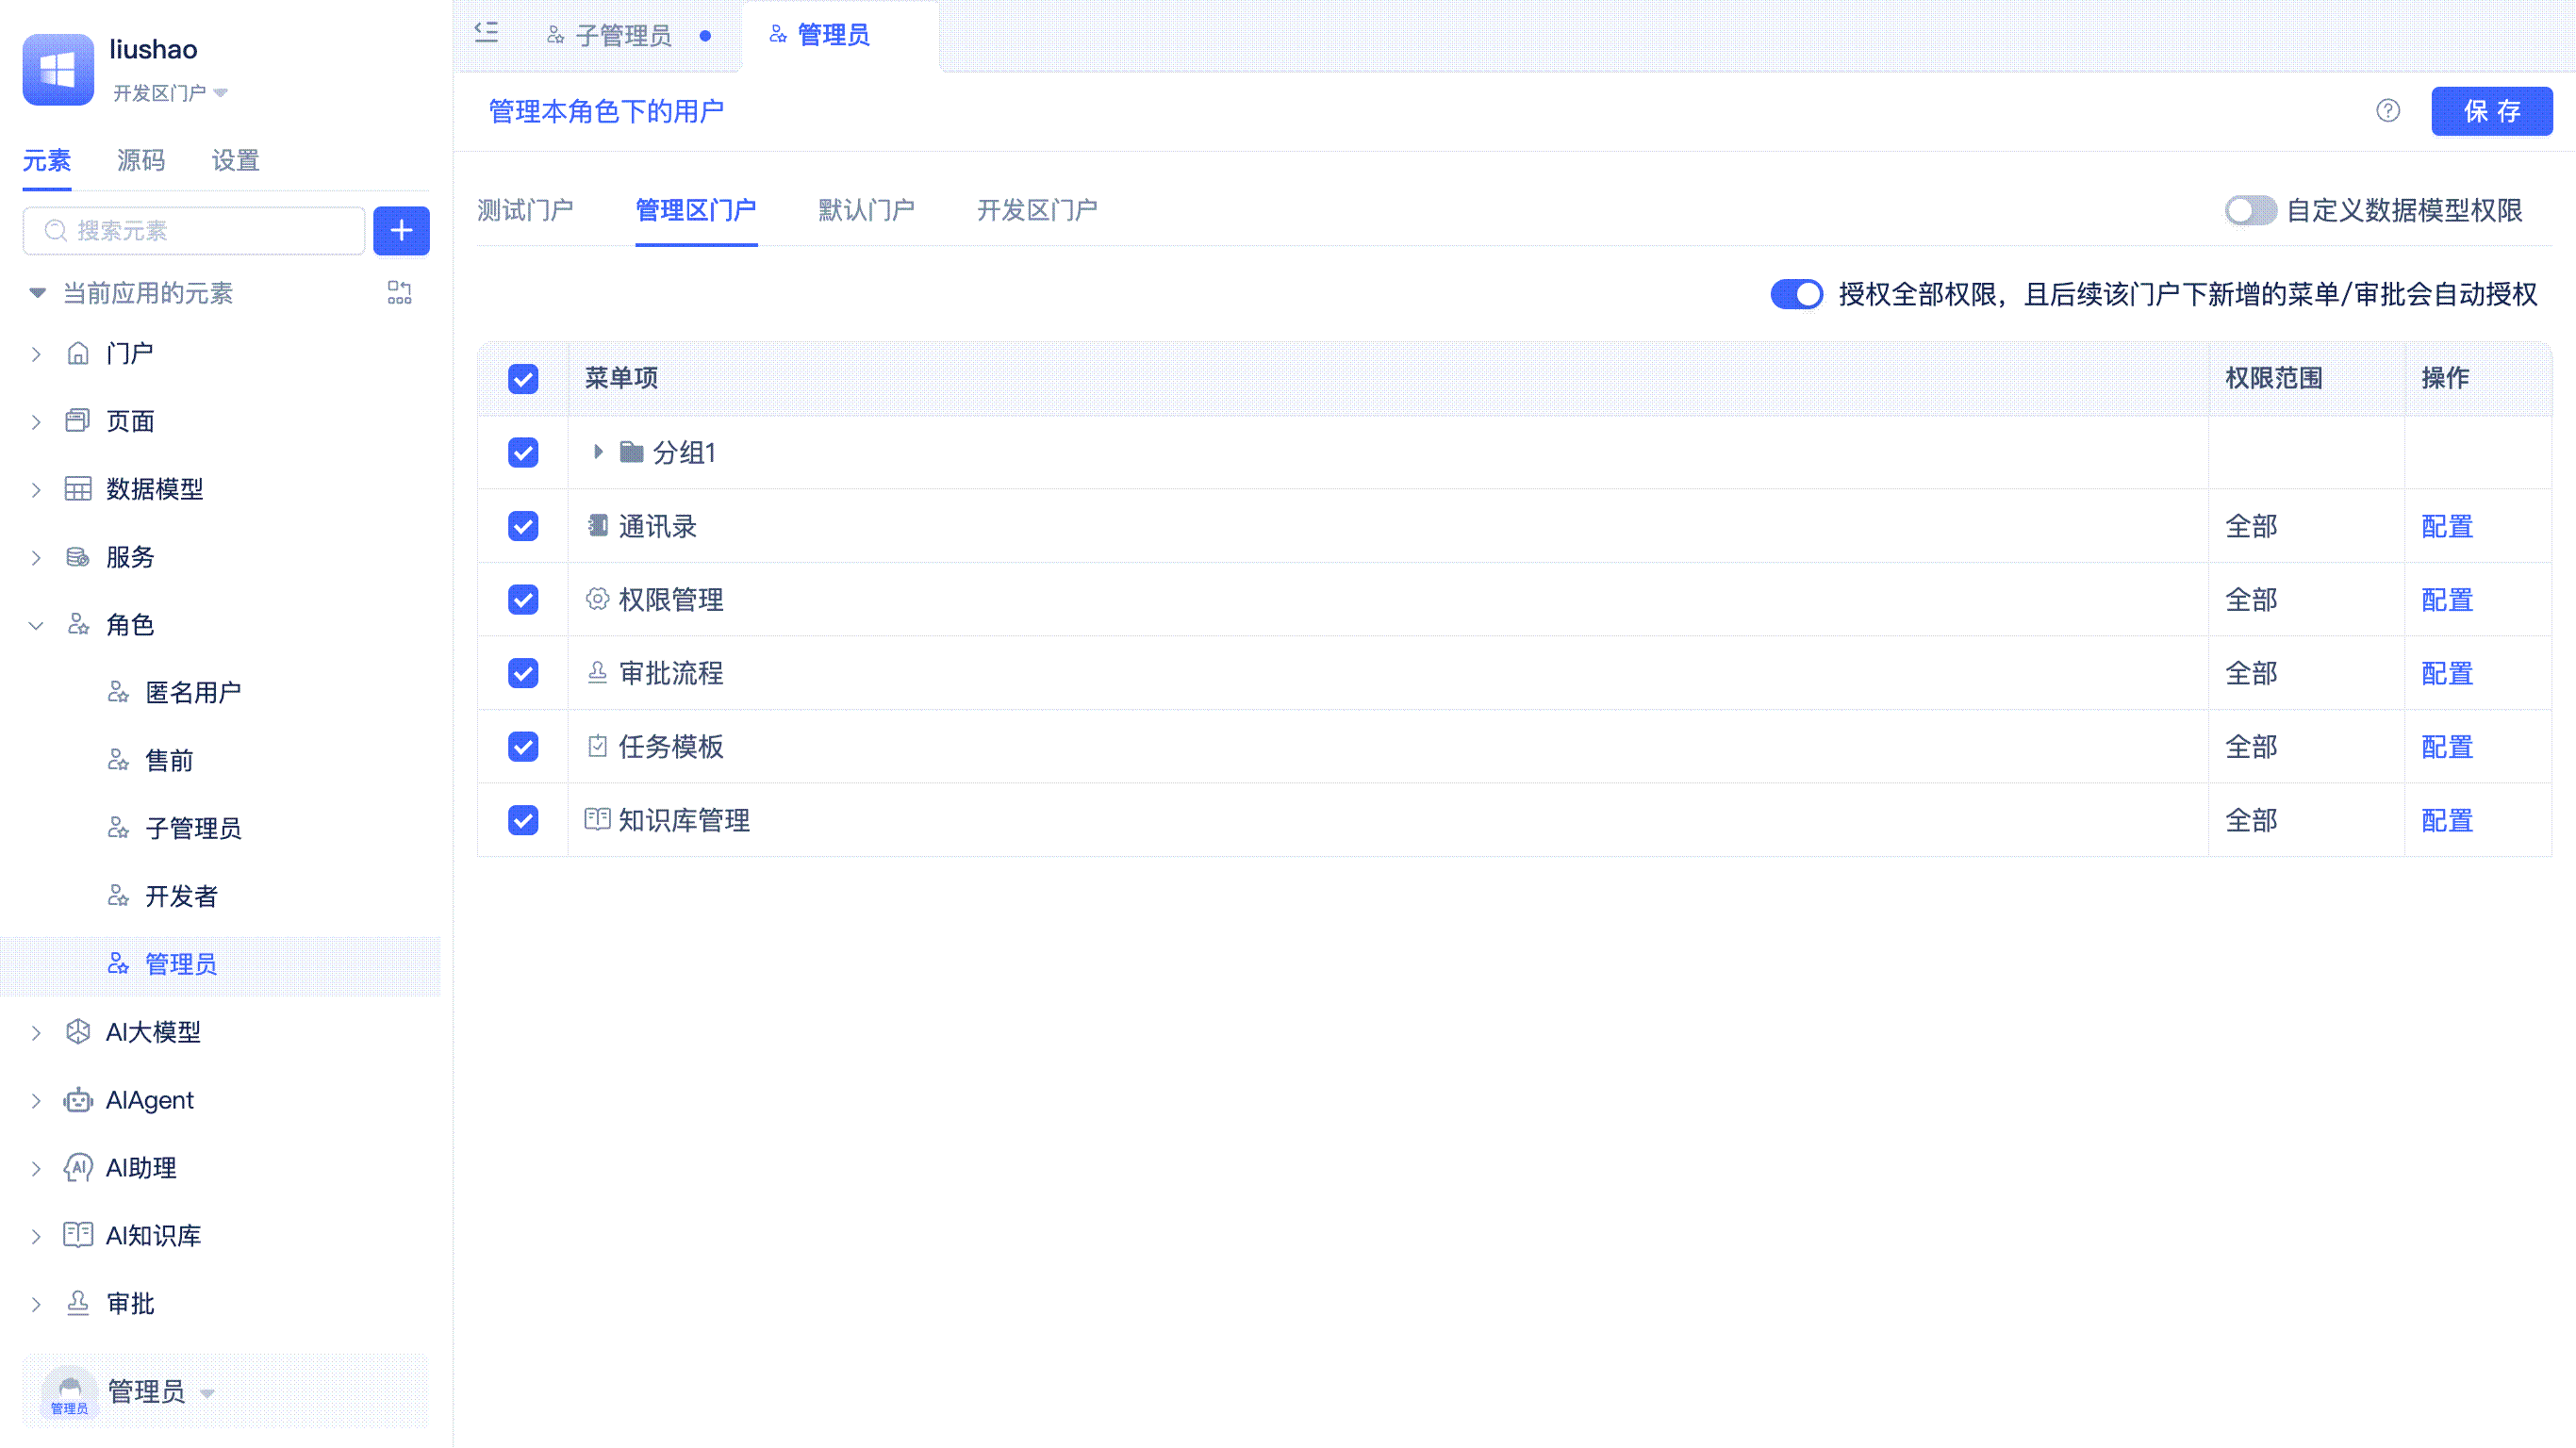 liushao
开发区门户
元素 源码 设置
搜索元素
当前应用的元素
门户
页面
数据模型
服务
角色
匿名用户
售前
子管理员
开发者
管理员
AI大模型
AIAgent
AI助理
AI知识库
审批
管理员
管理员
子管理员 管理员
管理本角色下的用户
保存
测试门户 管理区门户 默认门户 开发区门户
自定义数据模型权限
授权全部权限，且后续该门户下新增的菜单/审批会自动授权
菜单项 权限范围 操作
分组1
通讯录 全部 配置
权限管理 全部 配置
审批流程 全部 配置
任务模板 全部 配置
知识库管理 全部 配置